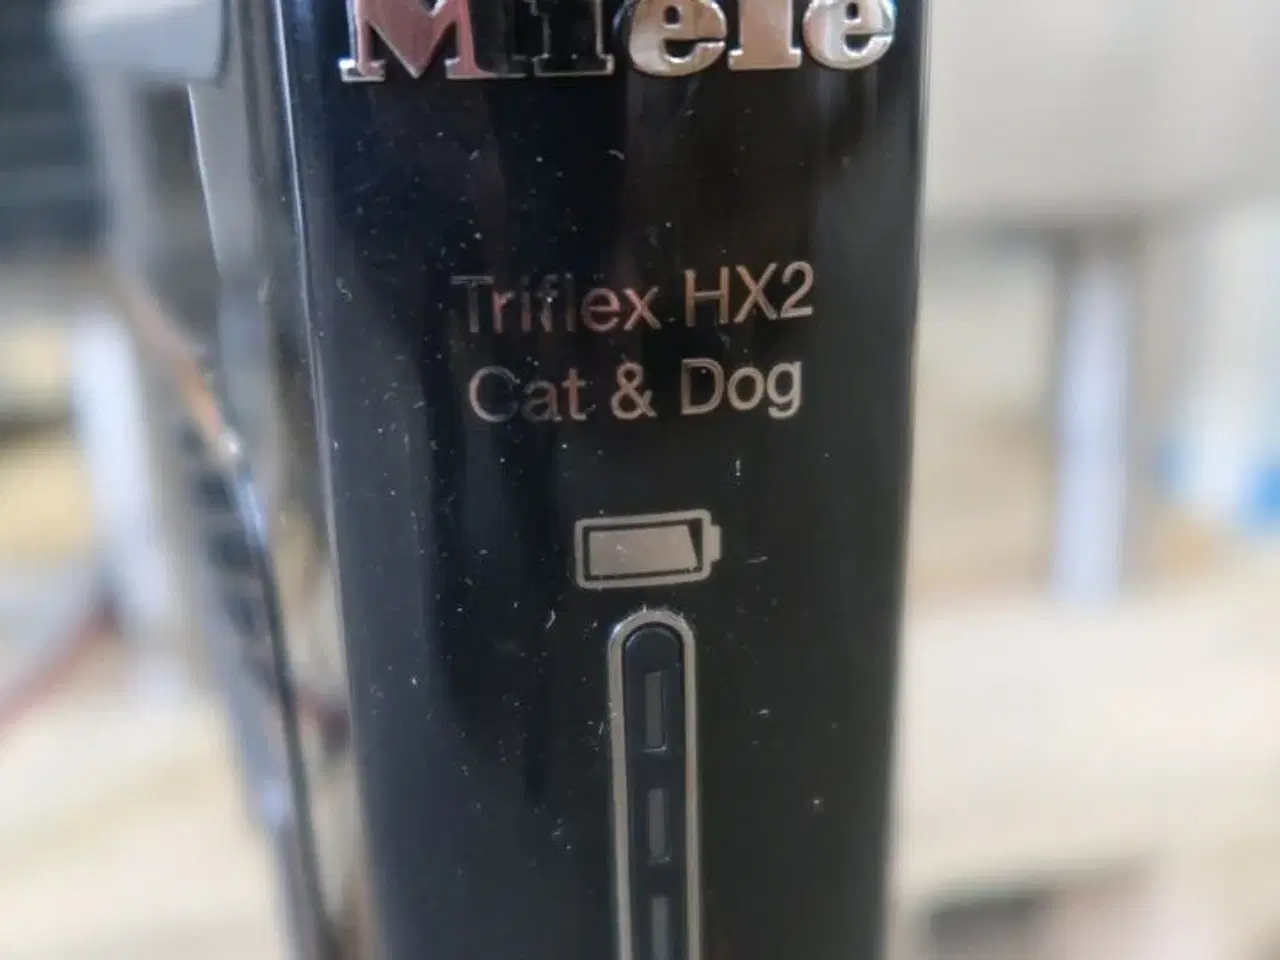 Miele
Triflex HX2
Cat & Dog